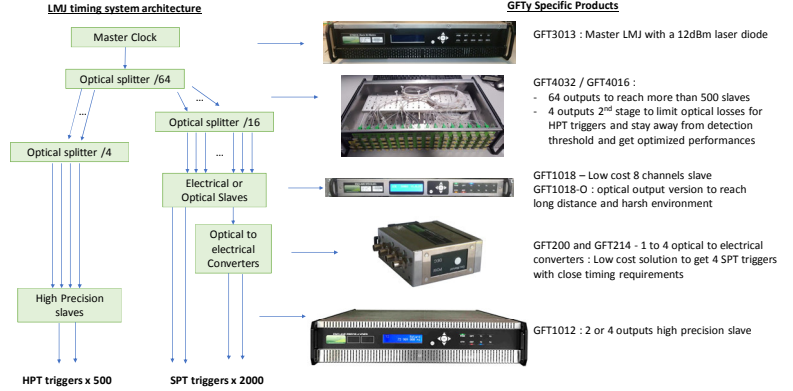 LMJ timing system architecture
GFTy Specific Products
Master Clock
Optical splitter /64
...
...
Optical splitter /16
Optical splitter /4
...
Electrical or
Optical Slaves
Optical to
electrical
Converters
High Precision
slaves
HPT triggers x 500
SPT triggers x 2000
GFT3013 : Master LMJ with a 12dBm laser diode
GFT4032 / GFT4016 :
- 64 outputs to reach more than 500 slaves
- 4 outputs 2nd stage to limit optical losses for
HPT triggers and stay away from detection
threshold and get optimized performances
GFT1018 – Low cost 8 channels slave
GFT1018-O : optical output version to reach
long distance and harsh environment
GFT200 and GFT214 - 1 to 4 optical to electrical
converters : Low cost solution to get 4 SPT triggers
with close timing requirements
GFT1012 : 2 or 4 outputs high precision slave